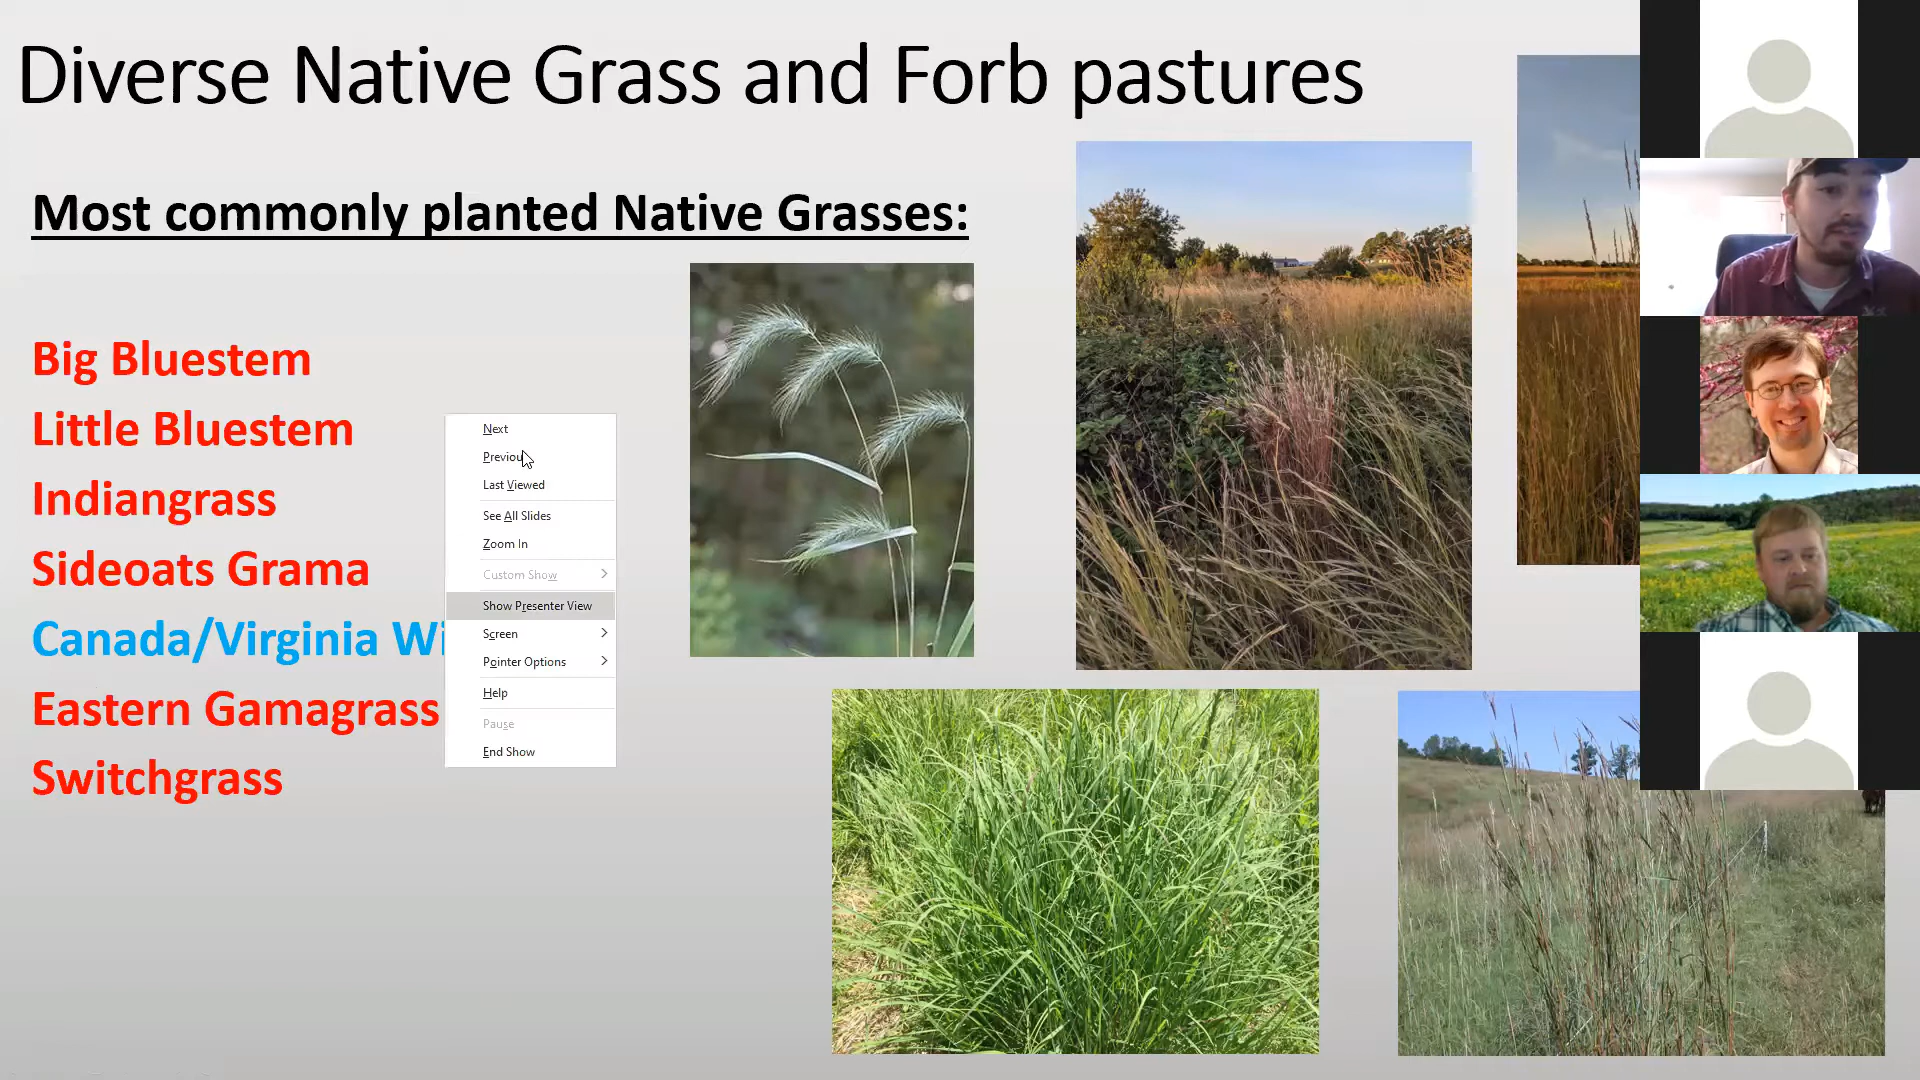 Diverse Native Grass and Forb pastures
Most commonly planted Native Grasses:
Big Bluestem
Little Bluestem
Indiangrass
Sideoats Grama
Canada/Virginia
Eastern Gamagrass
Switchgrass
Next
Last Viewed
See All Slides
Zoom In
Custom Show
Show Presenter View
Screen
Pointer Options
Help
Pause
End Show